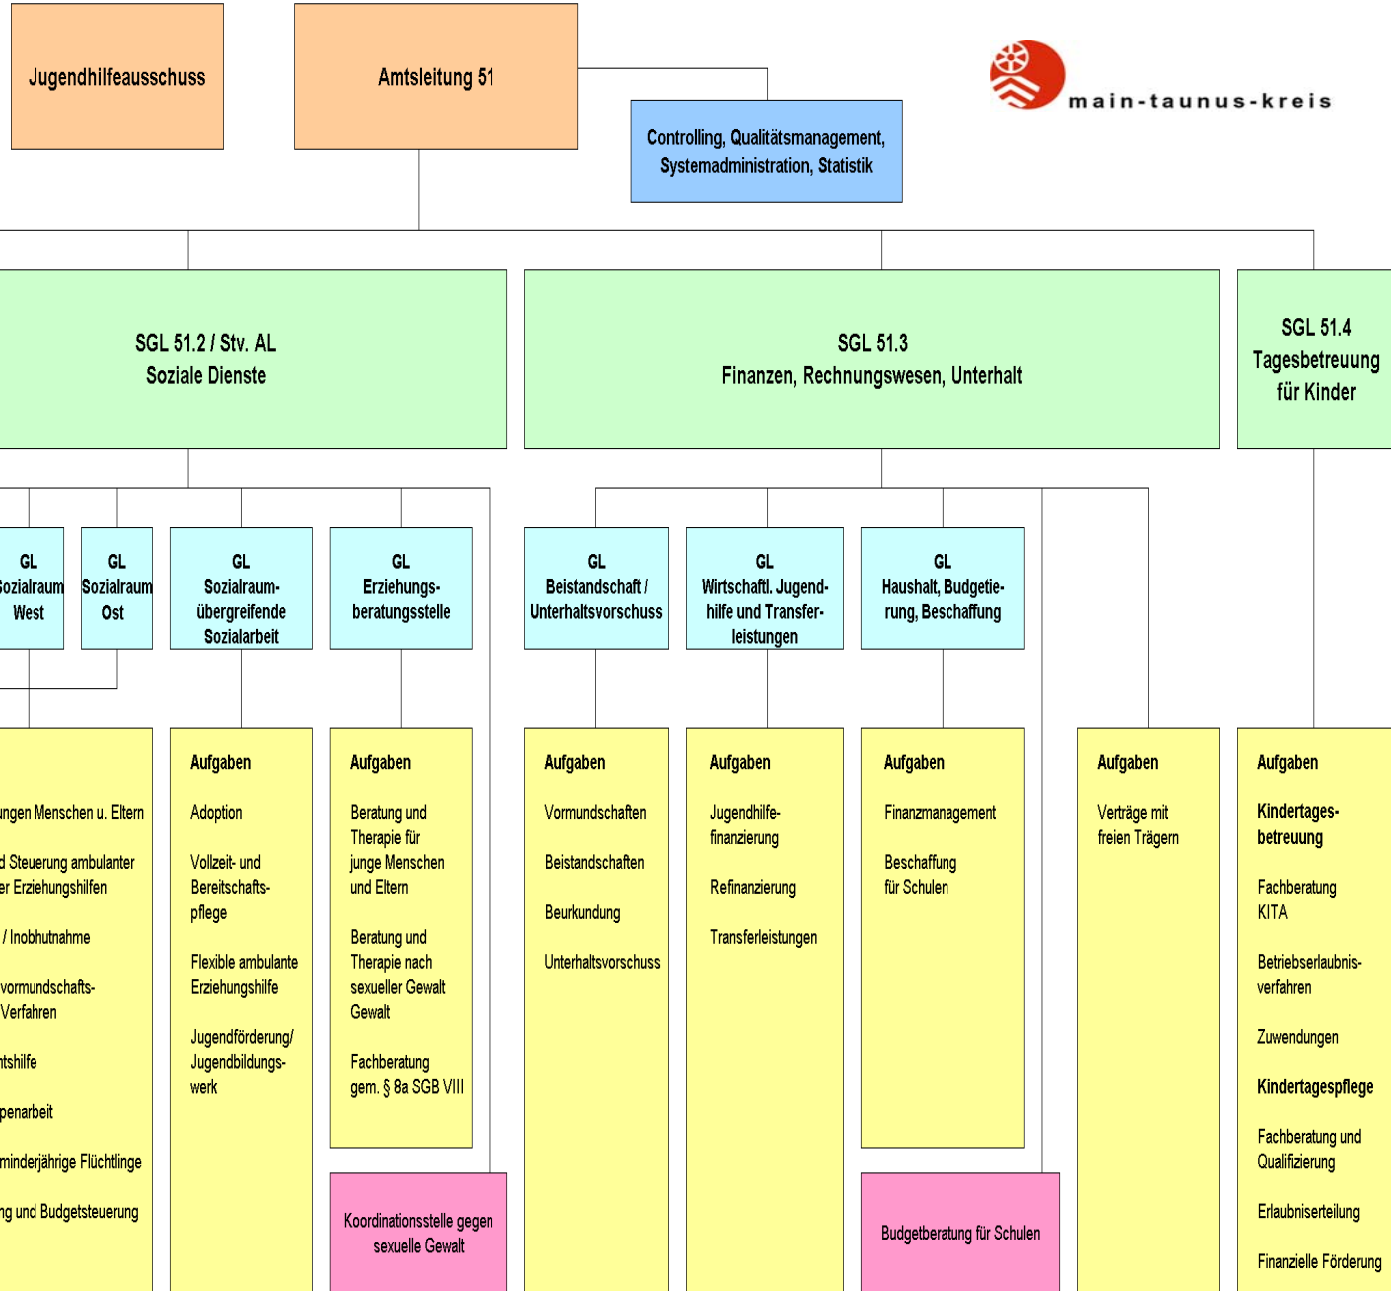 Jugendhilfeausschuss
Amtsleitung 51
main-taunus-kreis
Controlling, Qualitätsmanagement,
Systemadministration, Statistik
SGL 51.2 / Stv. AL
Soziale Dienste
SGL 51.3
Finanzen, Rechnungswesen, Unterhalt
SGL 51.4
Tagesbetreuung
für Kinder
GL
Sozialraum
West
GL
Sozialraum
Ost
GL
Sozialraum-
übergreifende
Sozialarbeit
GL
Erziehungs-
beratungsstelle
GL
Beistandschaft /
Unterhaltsvorschuss
GL
Wirtschaftl. Jugend-
hilfe und Transfer-
leistungen
GL
Haushalt, Budgetie-
rung, Beschaffung
Menschen u. Eltern
Steuerung ambulanter
Erziehungshilfen
/ Inobhutnahme
vormundschafts-
Verfahren
minderjährige Flüchtlinge
und Budgetsteuerung
Aufgaben
Adoption
Vollzeit- und
Bereitschafts-
pflege
Flexible ambulante
Erziehungshilfe
Jugendförderung/
Jugendbildungs-
werk
Aufgaben
Beratung und
Therapie für
junge Menschen
und Eltern
Beratung und
Therapie nach
sexueller Gewalt
Gewalt
Fachberatung
gem. § 8a SGB VIII
Koordinationsstelle gegen
sexuelle Gewalt
Aufgaben
Vormundschaften
Beistandschaften
Beurkundung
Unterhaltsvorschuss
Aufgaben
Jugendhilfe-
finanzierung
Refinanzierung
Transferleistungen
Aufgaben
Finanzmanagement
Beschaffung
für Schulen
Budgetberatung für Schulen
Aufgaben
Verträge mit
freien Trägern
Aufgaben
Kindertages-
betreuung
Fachberatung
KITA
Betriebserlaubnis-
verfahren
Zuwendungen
Kindertagespflege
Fachberatung und
Qualifizierung
Erlaubniserteilung
Finanzielle Förderung